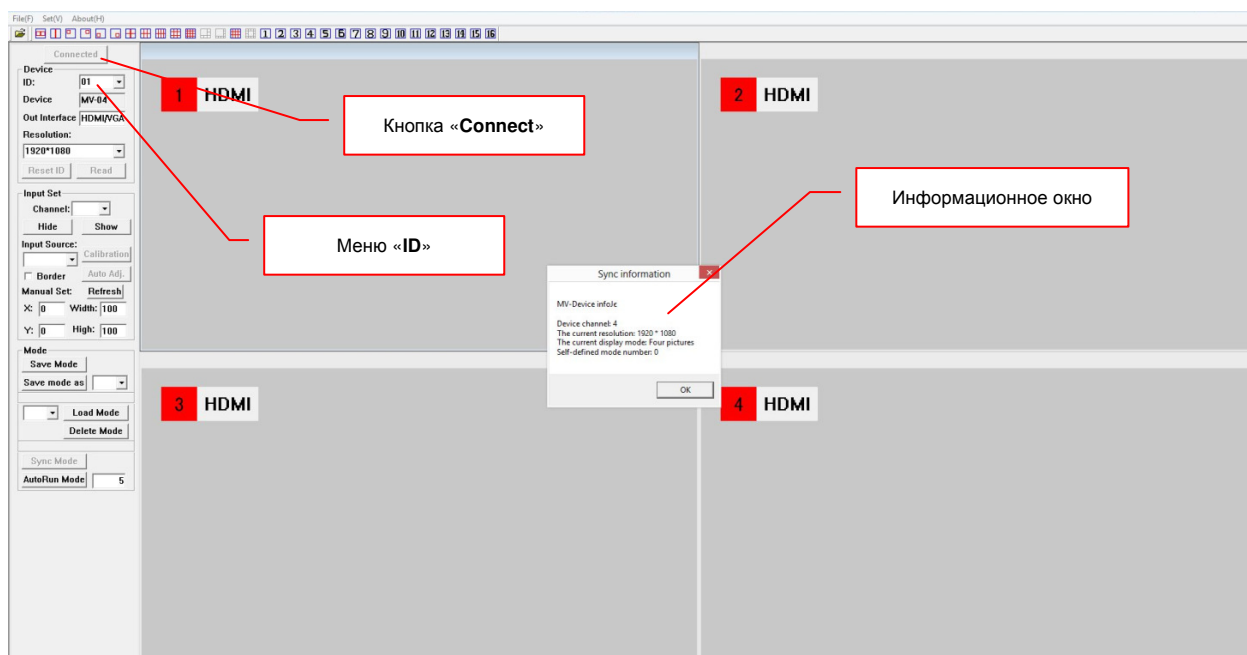 File(F) Set(V) About(H)
1 2 3 4 5 6 7 8 9 10 11 12 13 14 15 16
Connected
Device
ID: 01
Device MV-04
Out Interface HDMI/VGA
Resolution:
1920*1080
Reset ID Read
Input Set
Channel:
Hide Show
Input Source:
Calibration
Border Auto Adj.
Manual Set: Refresh
X: 0 Width: 100
Y: 0 High: 100
Mode
Save Mode
Save mode as
Load Mode
Delete Mode
Sync Mode
AutoRun Mode 5
1 HDMI
2 HDMI
Кнопка «Connect»
Информационное окно
Меню «ID»
Sync information
MV-Device infoJє
Device channel: 4
The current resolution: 1920 * 1080
The current display mode: Four pictures
Self-defined mode number: 0
OK
3 HDMI
4 HDMI